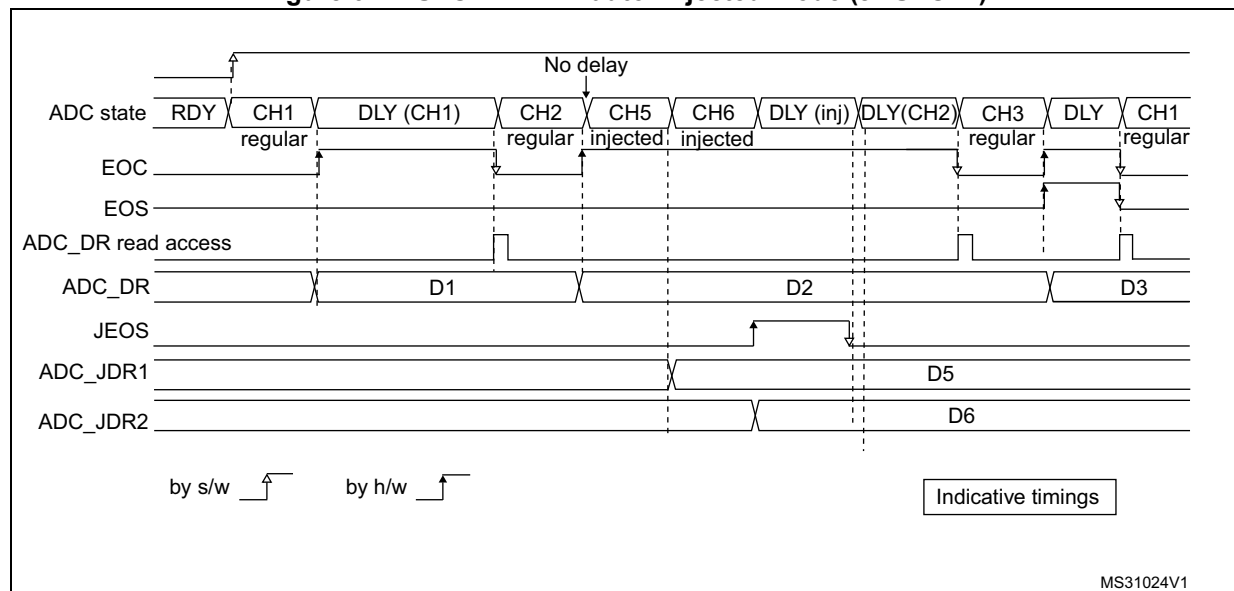 No delay
ADC state RDY CH1 DLY (CH1) CH2 CH5 CH6 DLY (inj) DLY(CH2) CH3 DLY CH1
regular regular injected injected regular regular
EOC
EOS
ADC_DR read access
ADC_DR D1 D2 D3
JEOS
ADC_JDR1 D5
ADC_JDR2 D6
by s/w by h/w Indicative timings
MS31024V1